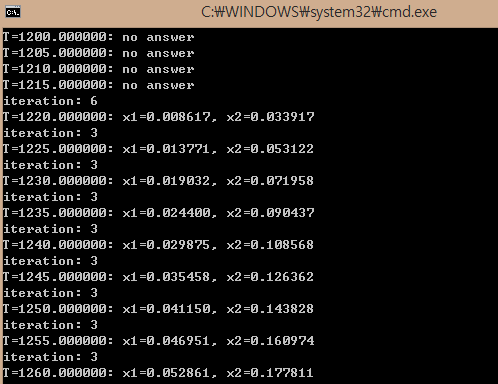 C:\
C:₩WINDOWS₩system32₩cmd.exe
T=1200.000000: no answer
T=1205.000000: no answer
T=1210.000000: no answer
T=1215.000000: no answer
iteration: 6
T=1220.000000: x1=0.008617, x2=0.033917
iteration: 3
T=1225.000000: x1=0.013771, x2=0.053122
iteration: 3
T=1230.000000: x1=0.019032, x2=0.071958
iteration: 3
T=1235.000000: x1=0.024400, x2=0.090437
iteration: 3
T=1240.000000: x1=0.029875, x2=0.108568
iteration: 3
T=1245.000000: x1=0.035458, x2=0.126362
iteration: 3
T=1250.000000: x1=0.041150, x2=0.143828
iteration: 3
T=1255.000000: x1=0.046951, x2=0.160974
iteration: 3
T=1260.000000: x1=0.052861, x2=0.177811